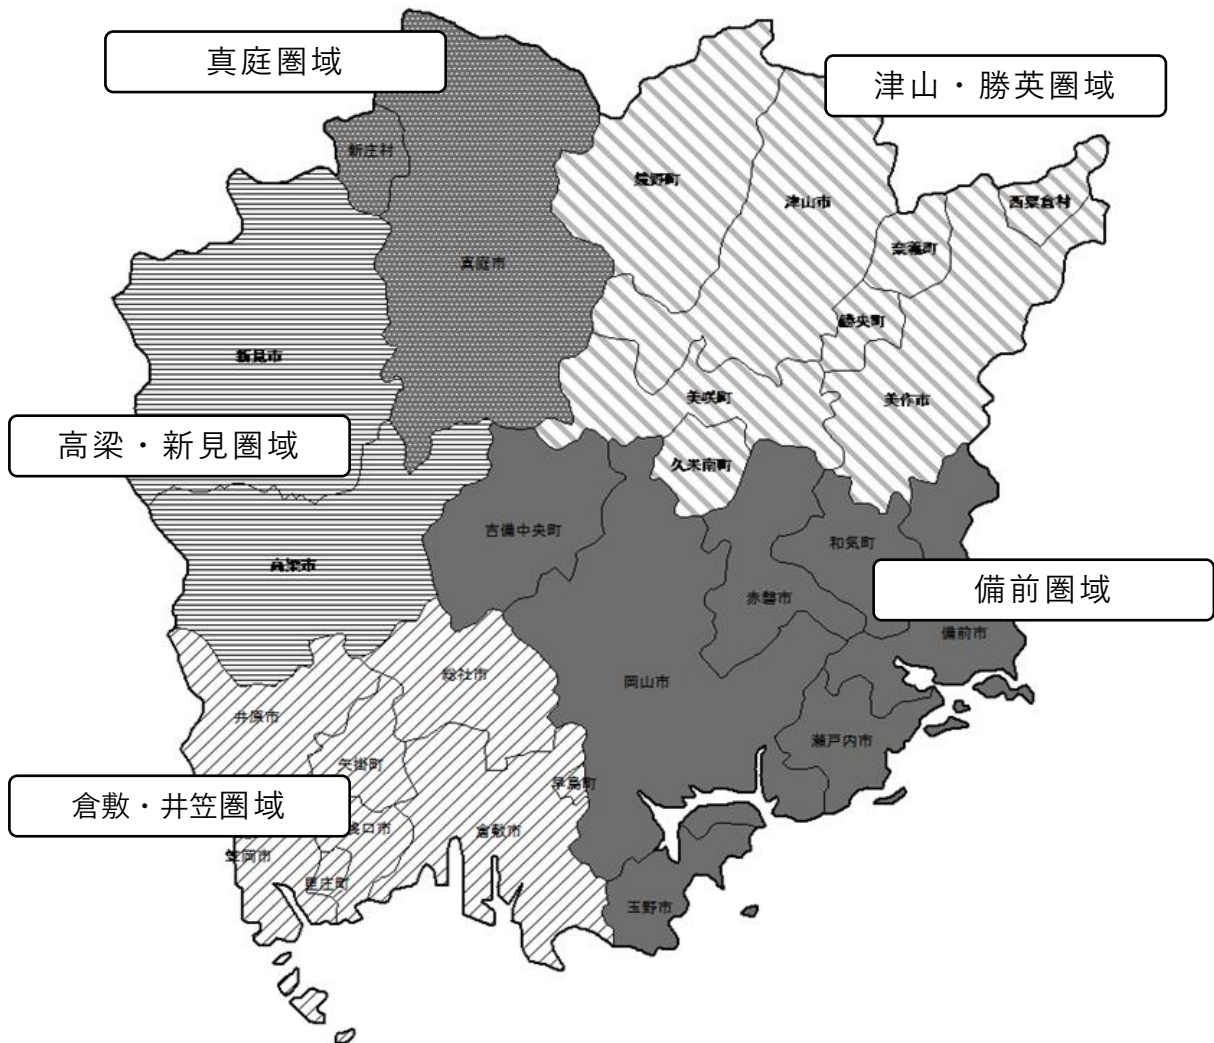 真庭圏域
津山・勝英圏域
新庄村
鏡野町
津山市
西粟倉村
奈義町
真庭市
勝央町
新見市
美咲町
美作市
高梁・新見圏域
久米南町
吉備中央町
和気町
高梁市
備前圏域
赤磐市
備前市
総社市
岡山市
井原市
瀬戸内市
矢掛町
早島町
倉敷・井笠圏域
口市
倉敷市
笠岡市
里庄町
玉野市